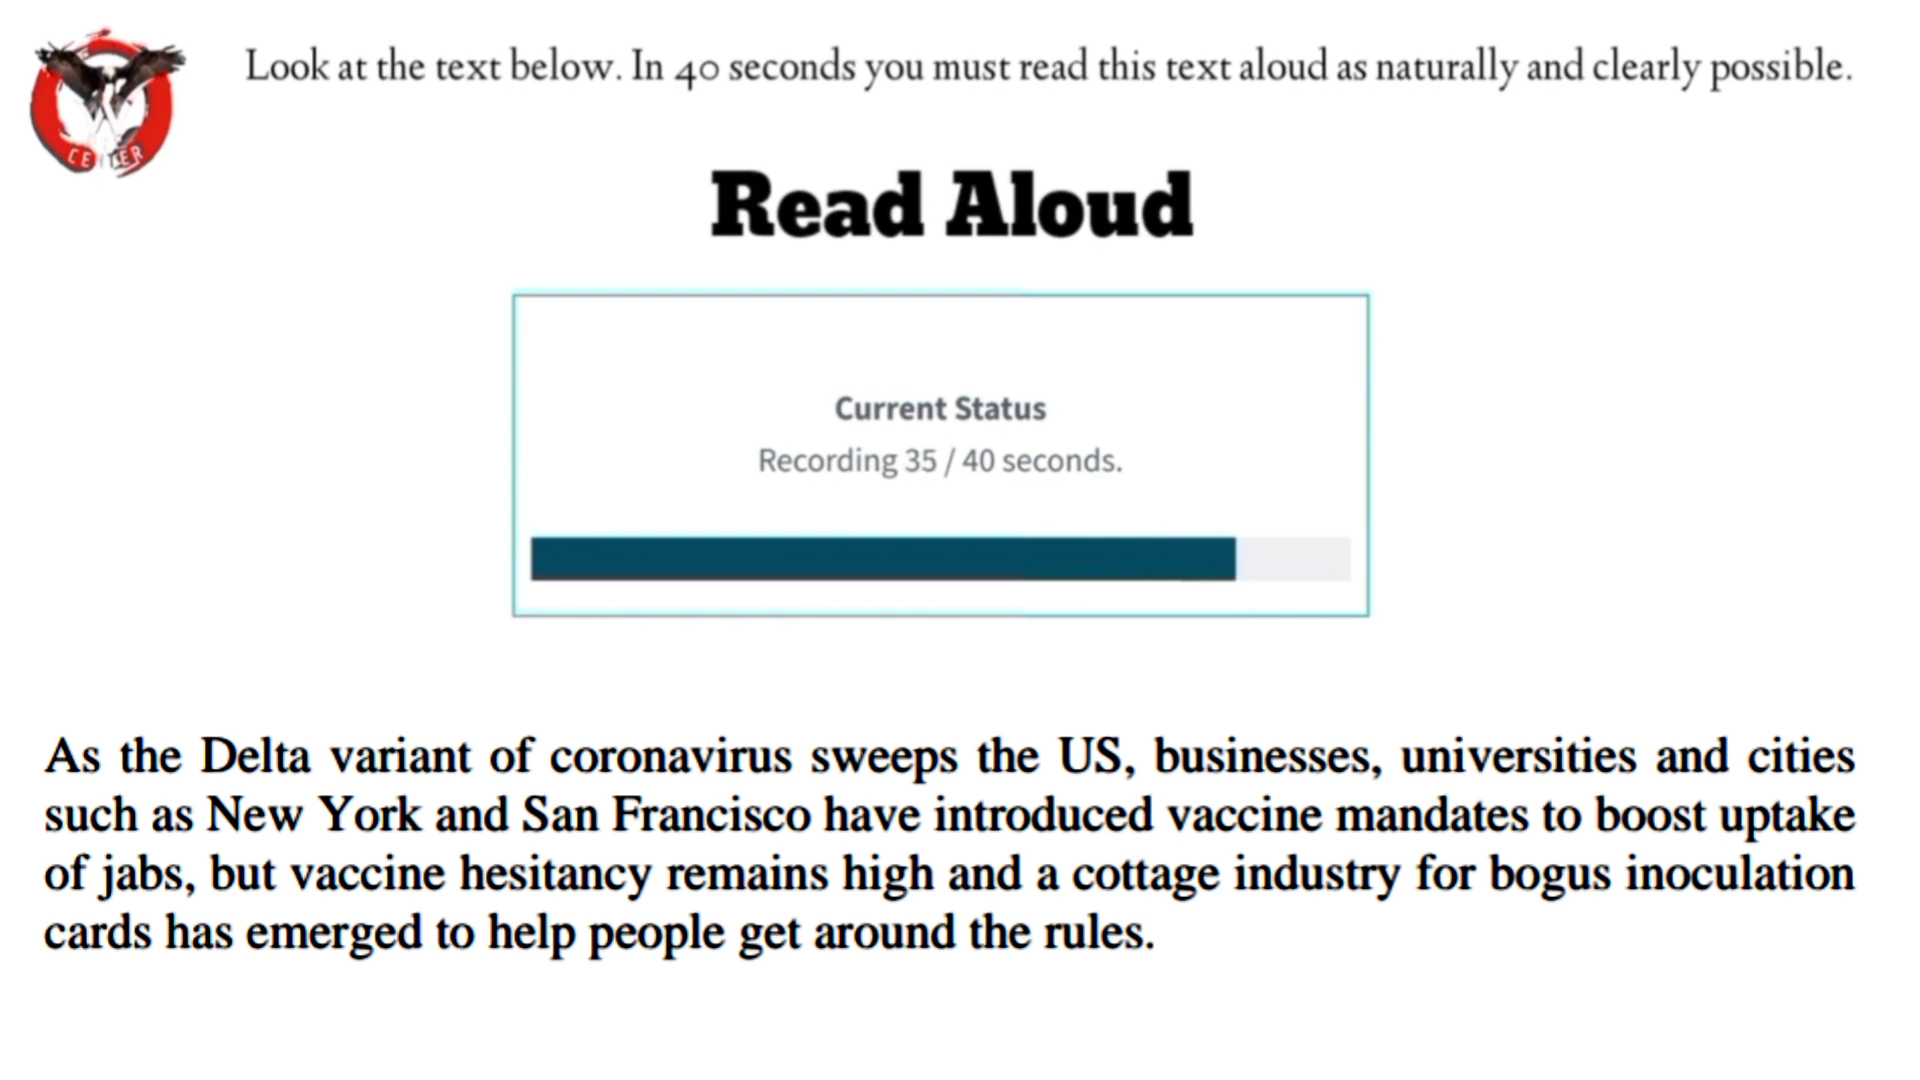 Look at the text below. In 40 seconds you must read this text aloud as naturally and clearly possible.
CENTER
Read Aloud
Current Status
Recording 35 / 40 seconds.
As the Delta variant of coronavirus sweeps the US, businesses, universities and cities
such as New York and San Francisco have introduced vaccine mandates to boost uptake
of jabs, but vaccine hesitancy remains high and a cottage industry for bogus inoculation
cards has emerged to help people get around the rules.